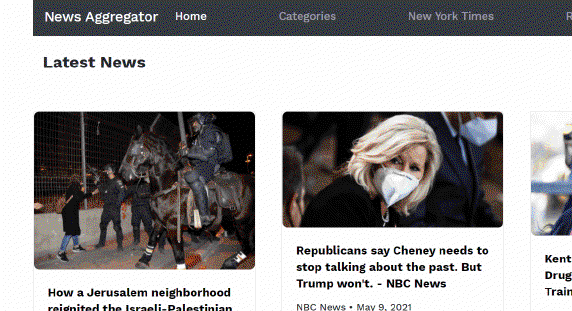 News Aggregator Home Categories New York Times
Latest News
Republicans say Cheney needs to
stop talking about the past. But
Trump won't. - NBC News
NBC News • May 9, 2021
How a Jerusalem neighborhood
reignited the Israeli-Palestinian
Kent
Drug
Train